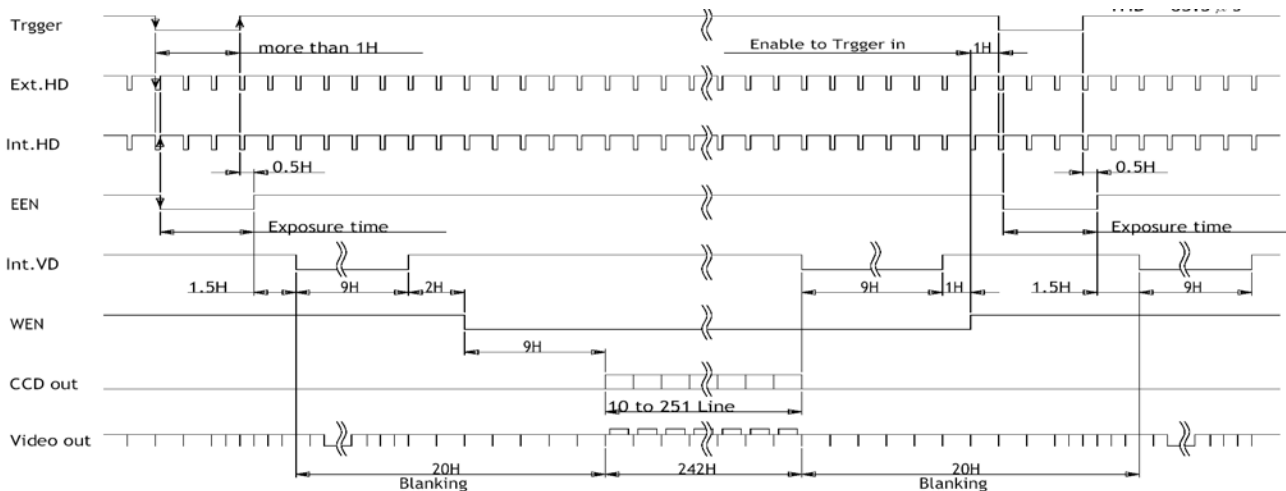 Trgger
more than 1H
Enable to Trgger in
1H
Ext.HD
Int.HD
0.5H
0.5H
EEN
Exposure time
Exposure time
Int.VD
1.5H
9H
2H
9H
1H
1.5H
9H
WEN
9H
CCD out
10 to 251 Line
Video out
20H
242H
20H
Blanking
Blanking